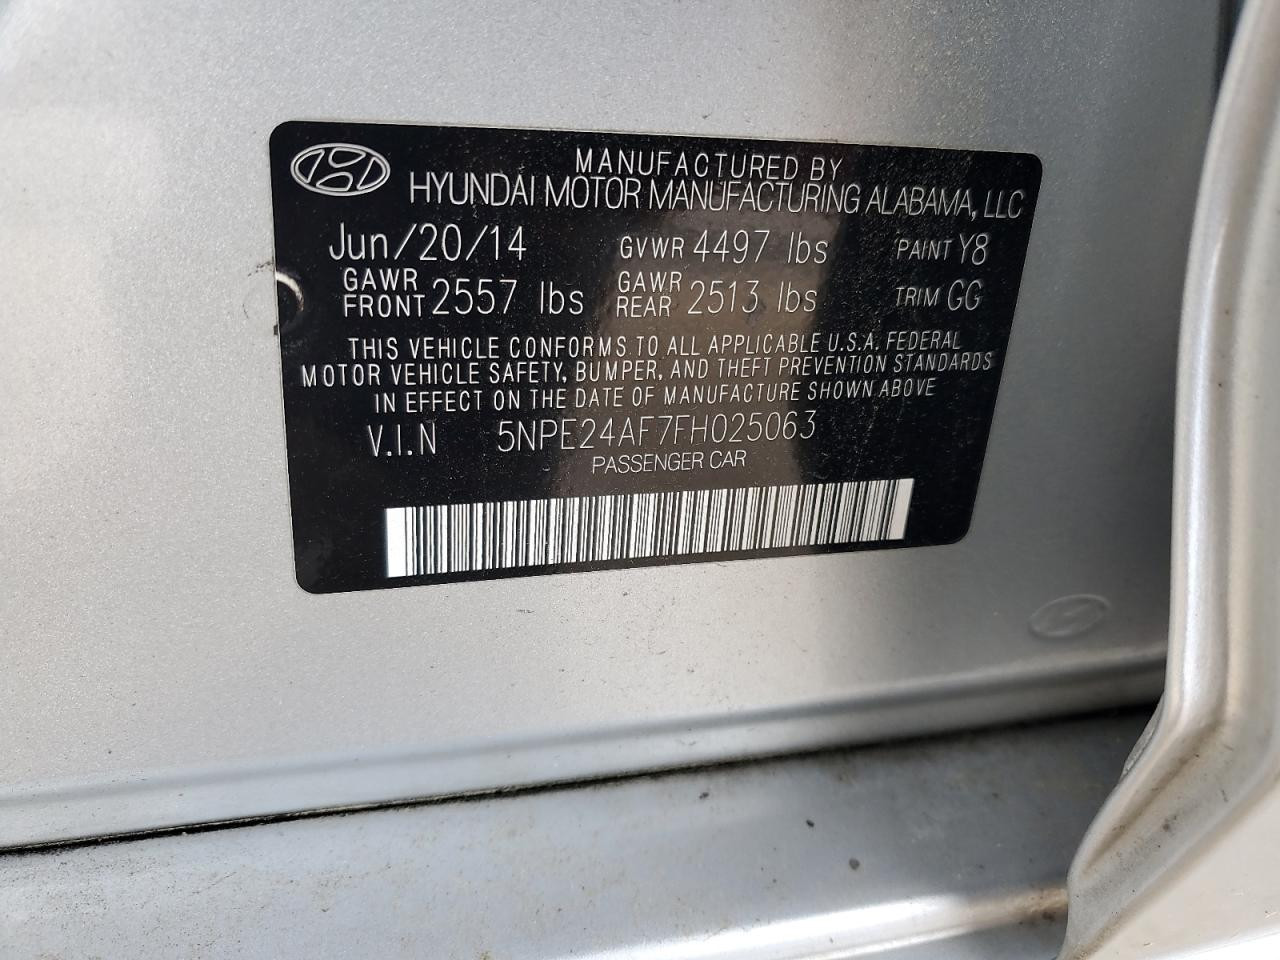 MANUFACTURED BY
HYUNDAI MOTOR MANUFACTURING ALABAMA, LLC
Jun/20/14 GVWR 4497 lbs PAINT Y8
GAWR FRONT 2557 lbs GAWR REAR 2513 lbs TRIM GG
THIS VEHICLE CONFORMS TO ALL APPLICABLE U.S.A. FEDERAL
MOTOR VEHICLE SAFETY, BUMPER, AND THEFT PREVENTION STANDARDS
IN EFFECT ON THE DATE OF MANUFACTURE SHOWN ABOVE
V.I.N 5NPE24AF7FH025063
PASSENGER CAR